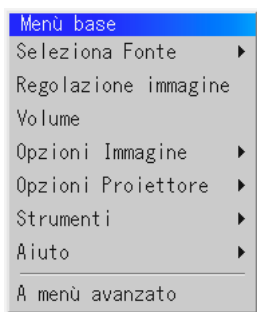 Menù base
Seleziona Fonte
Regolazione immagine
Volume
Opzioni Immagine
Opzioni Proiettore
Strumenti
Aiuto
A menù avanzato